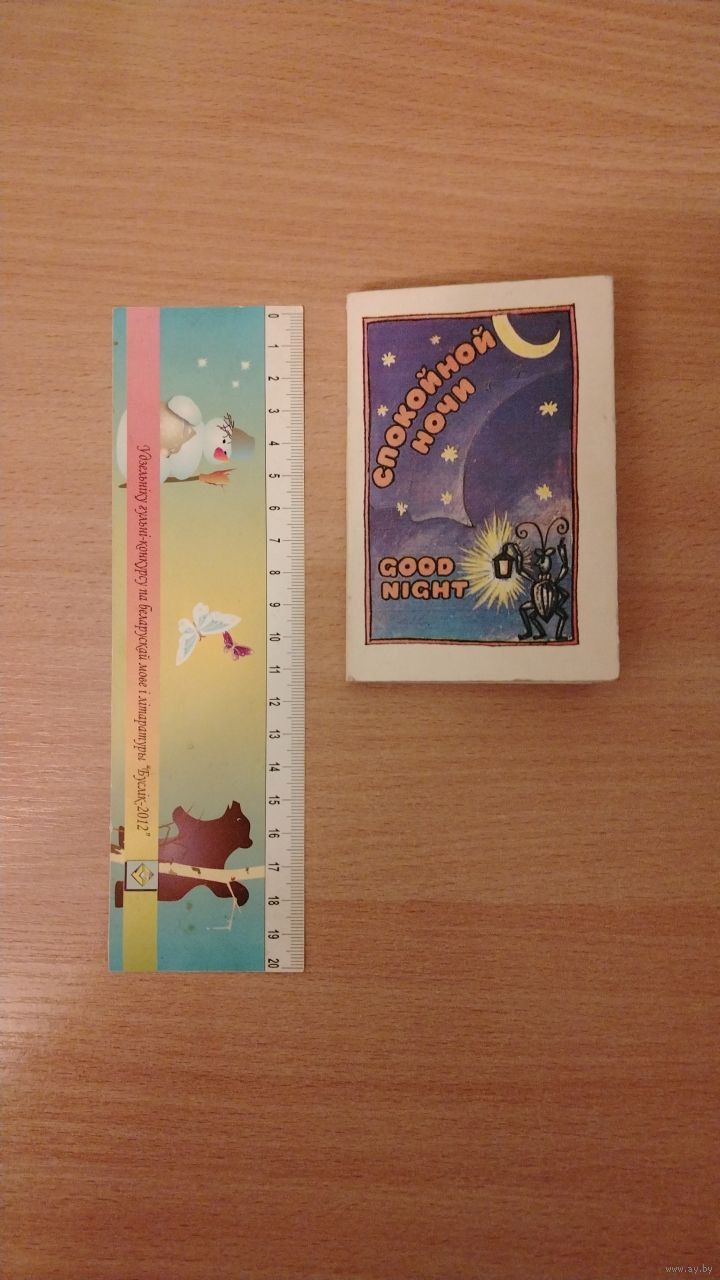 0 1 2 3 4 5 6 7 8 9 10 11 12 13 14 15 16 17 18 19 20
Удзельніку гульні-конкурсу па беларускай мове і літаратуры "Буслік-2012"
СПОКОЙНОЙ
НОЧИ
GOOD
NIGHT
www.ay.by